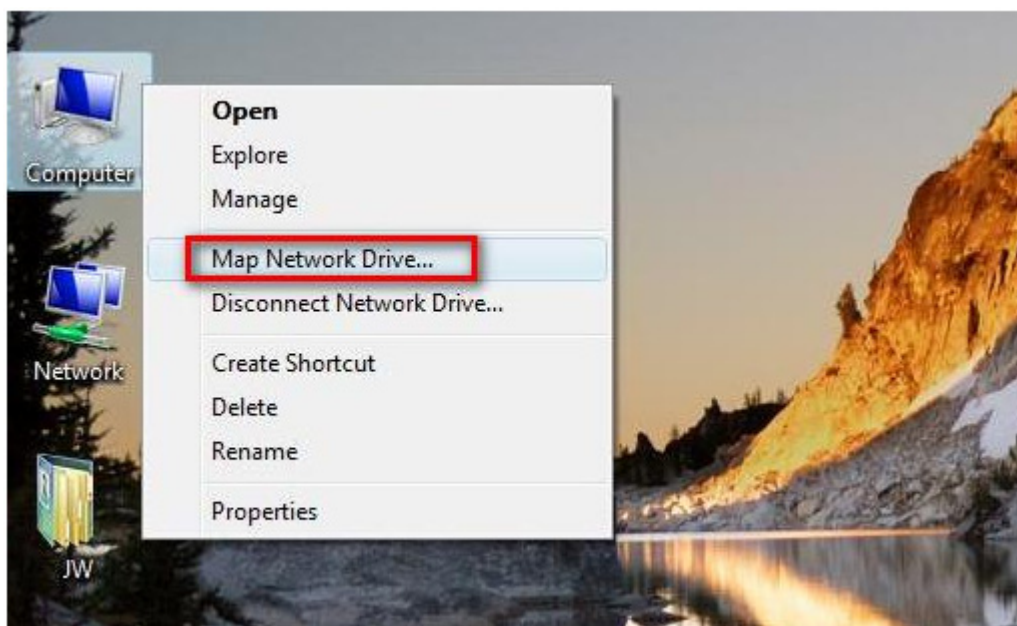 Computer
Open
Explore
Manage
Map Network Drive...
Disconnect Network Drive...
Create Shortcut
Delete
Rename
Properties
Network
JW